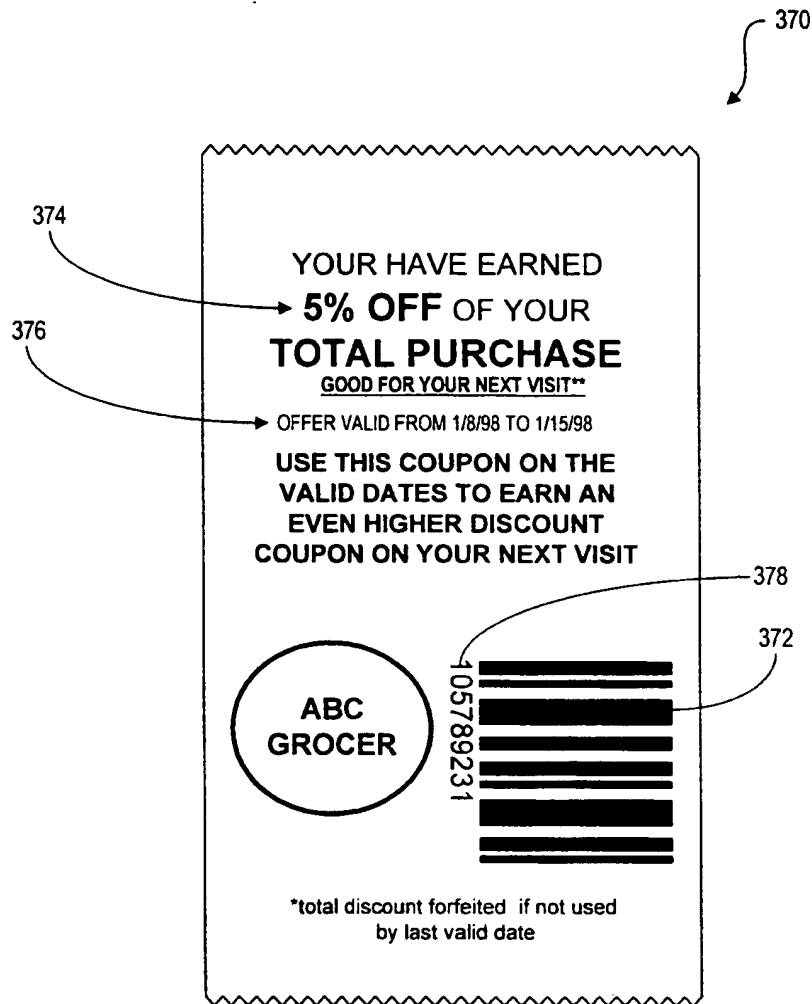 370
374
YOUR HAVE EARNED
5% OFF OF YOUR
376
TOTAL PURCHASE
GOOD FOR YOUR NEXT VISIT**
OFFER VALID FROM 1/8/98 TO 1/15/98
USE THIS COUPON ON THE
VALID DATES TO EARN AN
EVEN HIGHER DISCOUNT
COUPON ON YOUR NEXT VISIT
378
372
ABC
GROCER
105789231
*total discount forfeited if not used
by last valid date